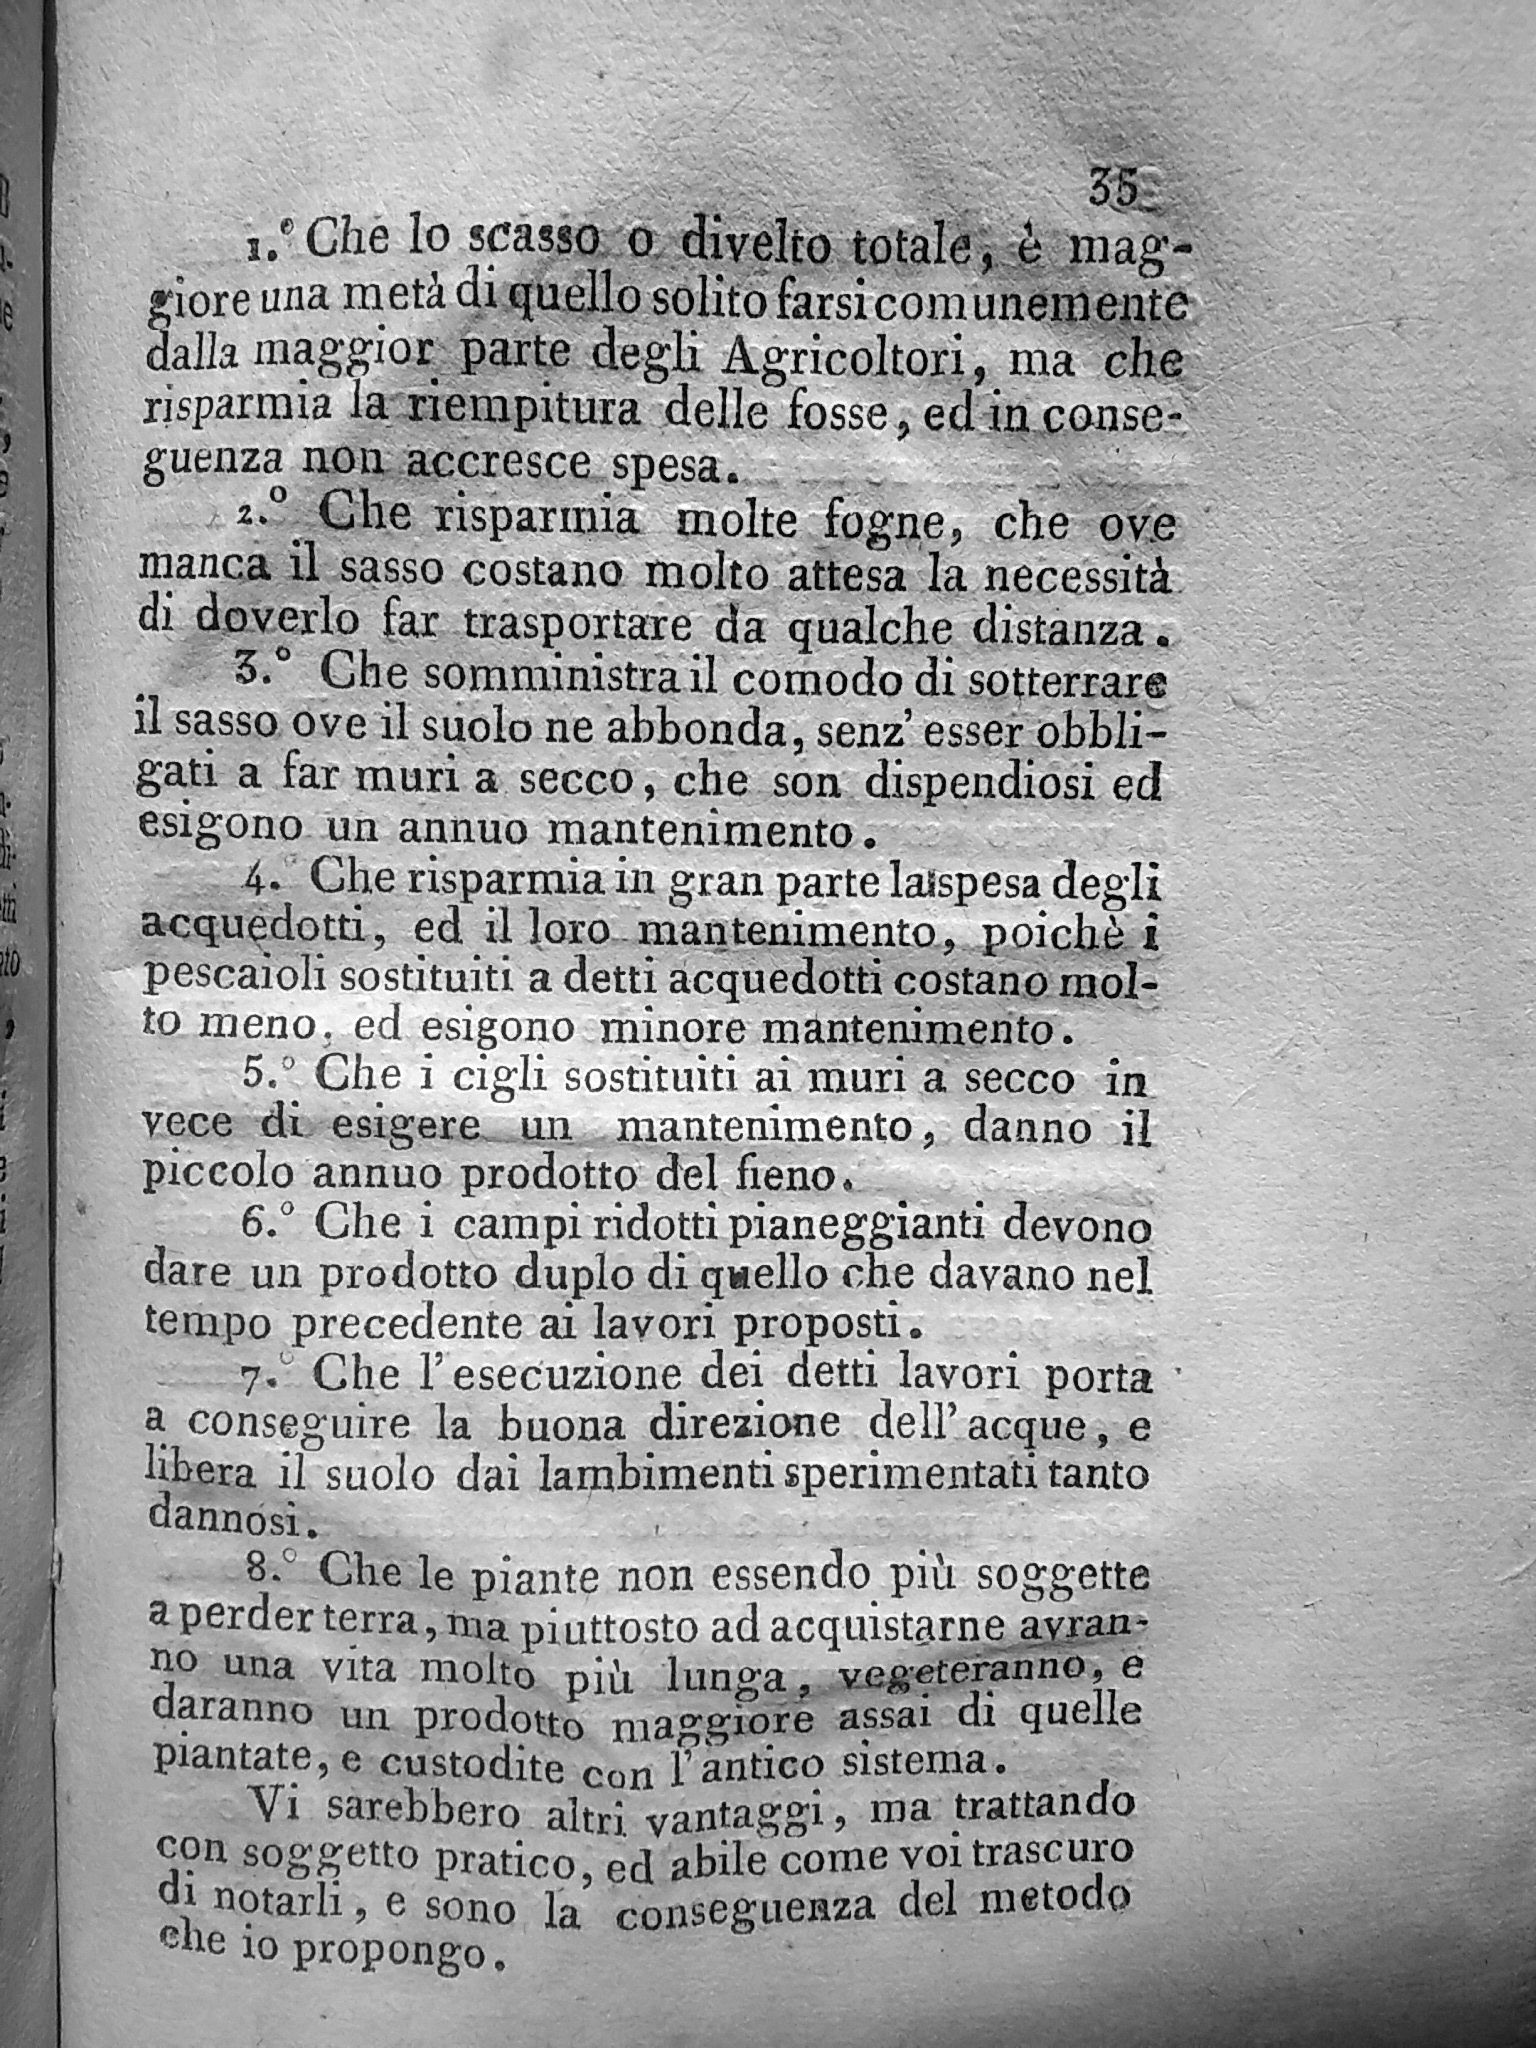 35
1.° Che lo scasso o divelto totale, è mag-
giore una metà di quello solito farsi comunemente
dalla maggior parte degli Agricoltori, ma che
risparmia la riempitura delle fosse, ed in conse-
guenza non accresce spesa.
2.° Che risparmia molte fogne, che ove
manca il sasso costano molto attesa la necessità
di doverlo far trasportare da qualche distanza.
3.° Che somministra il comodo di sotterrare
il sasso ove il suolo ne abbonda, senz' esser obbli-
gati a far muri a secco, che son dispendiosi ed
esigono un annuo mantenimento.
4.° Che risparmia in gran parte la spesa degli
acquedotti, ed il loro mantenimento, poichè i
pescaioli sostituiti a detti acquedotti costano mol-
to meno, ed esigono minore mantenimento.
5.° Che i cigli sostituiti ai muri a secco in
vece di esigere un mantenimento, danno il
piccolo annuo prodotto del fieno.
6.° Che i campi ridotti pianeggianti devono
dare un prodotto duplo di quello che davano nel
tempo precedente ai lavori proposti.
7.° Che l' esecuzione dei detti lavori porta
a conseguire la buona direzione dell' acque, e
libera il suolo dai lambimenti sperimentati tanto
dannosi.
8.° Che le piante non essendo più soggette
a perder terra, ma piuttosto ad acquistarne avran-
no una vita molto più lunga, vegeteranno, e
daranno un prodotto maggiore assai di quelle
piantate, e custodite con l' antico sistema.
Vi sarebbero altri vantaggi, ma trattando
con soggetto pratico, ed abile come voi trascuro
di notarli, e sono la conseguenza del metodo
che io propongo.